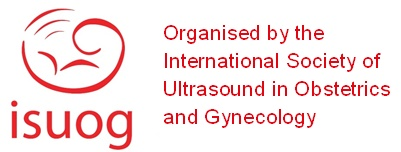 isuog
Organised by the
International Society of
Ultrasound in Obstetrics
and Gynecology